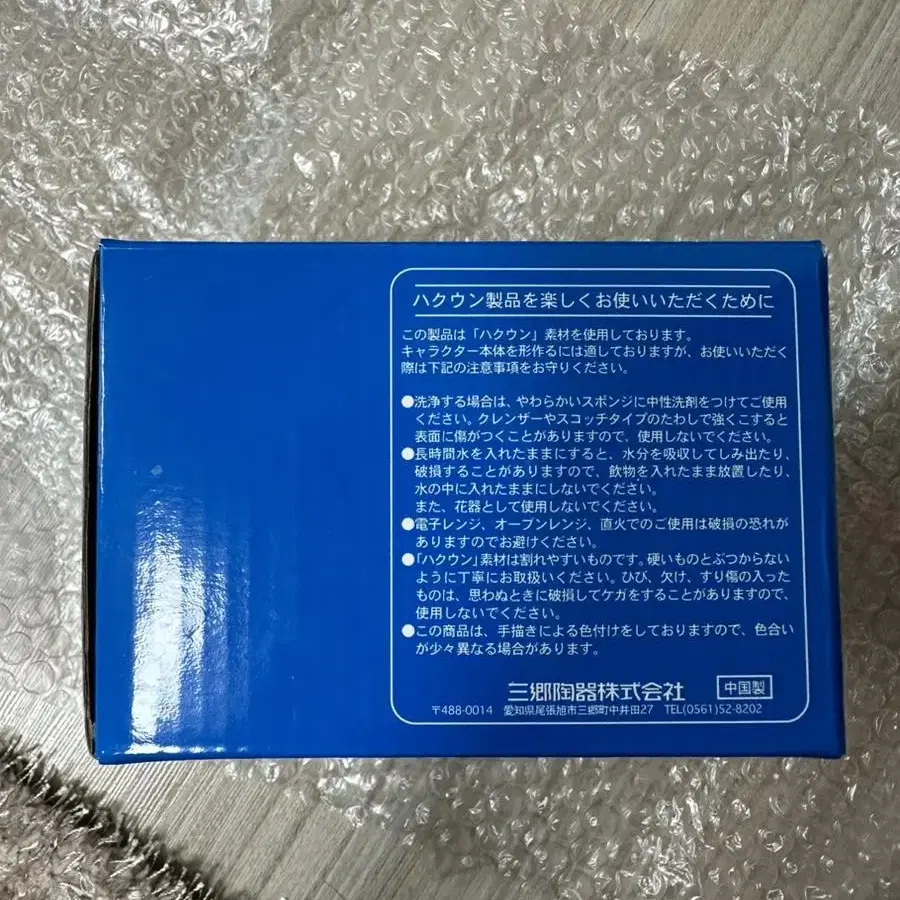 ハクウン製品を楽しくお使いいただくために
この製品は「ハクウン」素材を使用しております。
キャラクター本体を形作るには適しておりますが、お使いいただく
際は下記の注意事項をお守りください。
●洗浄する場合は、やわらかいスポンジに中性洗剤をつけてご使用
ください。クレンザーやスコッチタイプのたわしで強くこすると
表面に傷がつくことがありますので、使用しないでください。
●長時間水を入れたままにすると、水分を吸収してしみ出たり、
破損することがありますので、飲物を入れたまま放置したり、
水の中に入れたままにしないでください。
また、花器として使用しないでください。
●電子レンジ、オーブンレンジ、直火でのご使用は破損の恐れが
ありますのでお避けください。
●「ハクウン」素材は割れやすいものです。硬いものとぶつからない
ように丁寧にお取扱いください。ひび、欠け、すり傷の入った
ものは、思わぬときに破損してケガをすることがありますので、
使用しないでください。
●この商品は、手描きによる色付けをしておりますので、色合い
が少々異なる場合があります。
三郷陶器株式会社 中国製
〒488-0014 愛知県尾張旭市三郷町中井田27 TEL(0561)52-8202